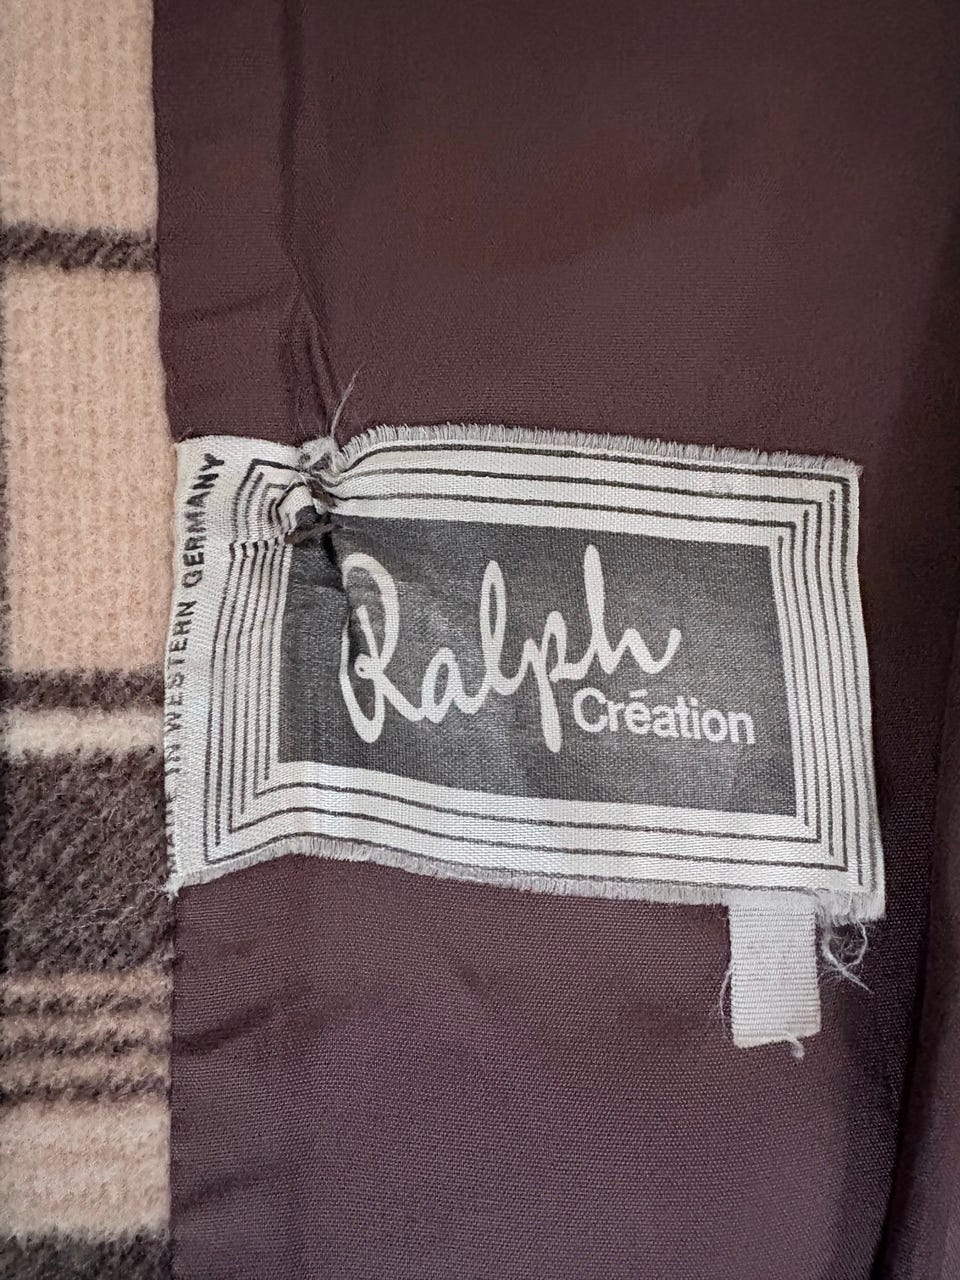 Ralph
Création
IN WESTERN GERMANY